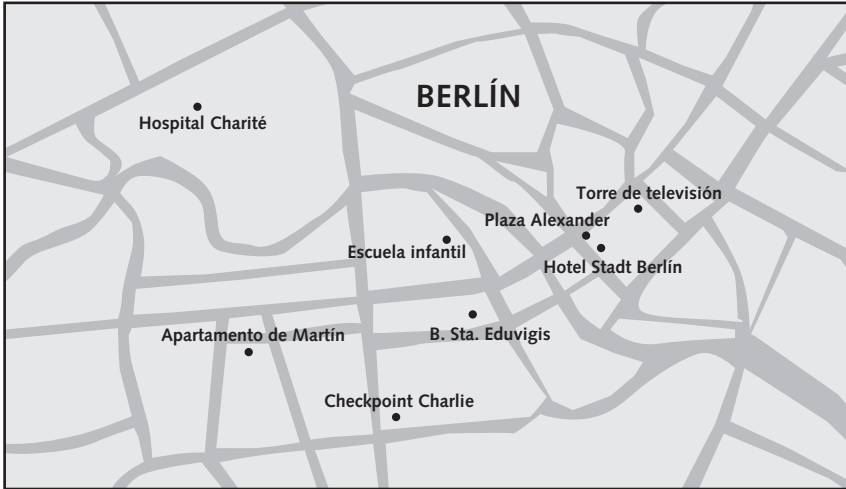 BERLÍN
Hospital Charité
Torre de televisión
Plaza Alexander
Escuela infantil
Hotel Stadt Berlín
Apartamento de Martín
B. Sta. Eduvigis
Checkpoint Charlie